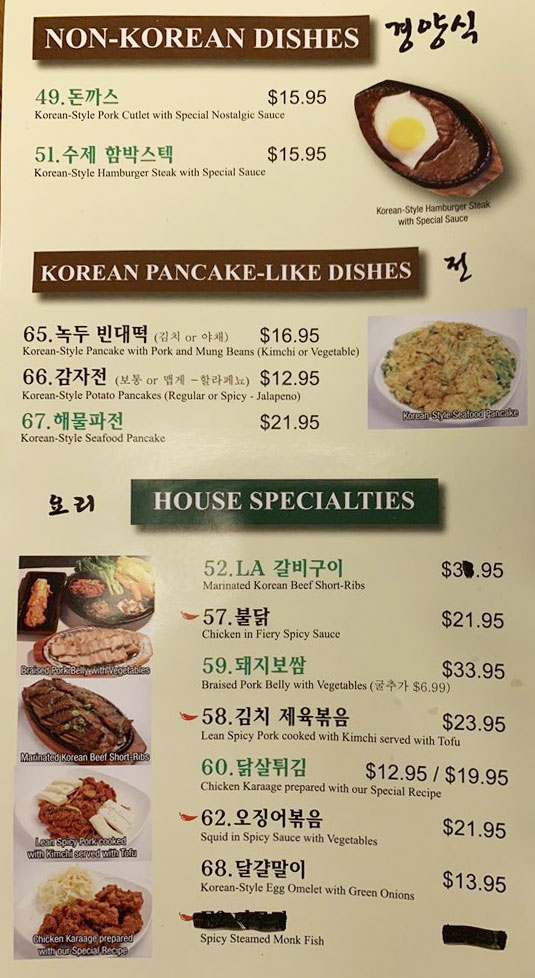 NON-KOREAN DISHES 경양식
49.돈까스 $15.95
Korean-Style Pork Cutlet with Special Nostalgic Sauce
51.수제 함박스텍 $15.95
Korean-Style Hamburger Steak with Special Sauce
Korean-Style Hamburger Steak
with Special Sauce
KOREAN PANCAKE-LIKE DISHES 전
65.녹두 빈대떡 (김치 or 야채) $16.95
Korean-Style Pancake with Pork and Mung Beans (Kimchi or Vegetable)
66.감자전 (보통 or 맵게 -할라페뇨) $12.95
Korean-Style Potato Pancakes (Regular or Spicy - Jalapeno)
67.해물파전 $21.95
Korean-Style Seafood Pancake
Korean-Style Seafood Pancake
요리 HOUSE SPECIALTIES
52.LA 갈비구이
Marinated Korean Beef Short-Ribs
57.불닭 $21.95
Chicken in Fiery Spicy Sauce
59.돼지보쌈 $33.95
Braised Pork Belly with Vegetables (굴추가 $6.99)
58.김치 제육볶음 $23.95
Lean Spicy Pork cooked with Kimchi served with Tofu
60.닭살튀김 $12.95 / $19.95
Chicken Karaage prepared with our Special Recipe
62.오징어볶음 $21.95
Squid in Spicy Sauce with Vegetables
68.달걀말이 $13.95
Korean-Style Egg Omelet with Green Onions
Spicy Steamed Monk Fish
Braised Pork Belly with Vegetables
Marinated Korean Beef Short-Ribs
Lean Spicy Pork cooked
with Kimchi served with Tofu
Chicken Karaage prepared
with our Special Recipe